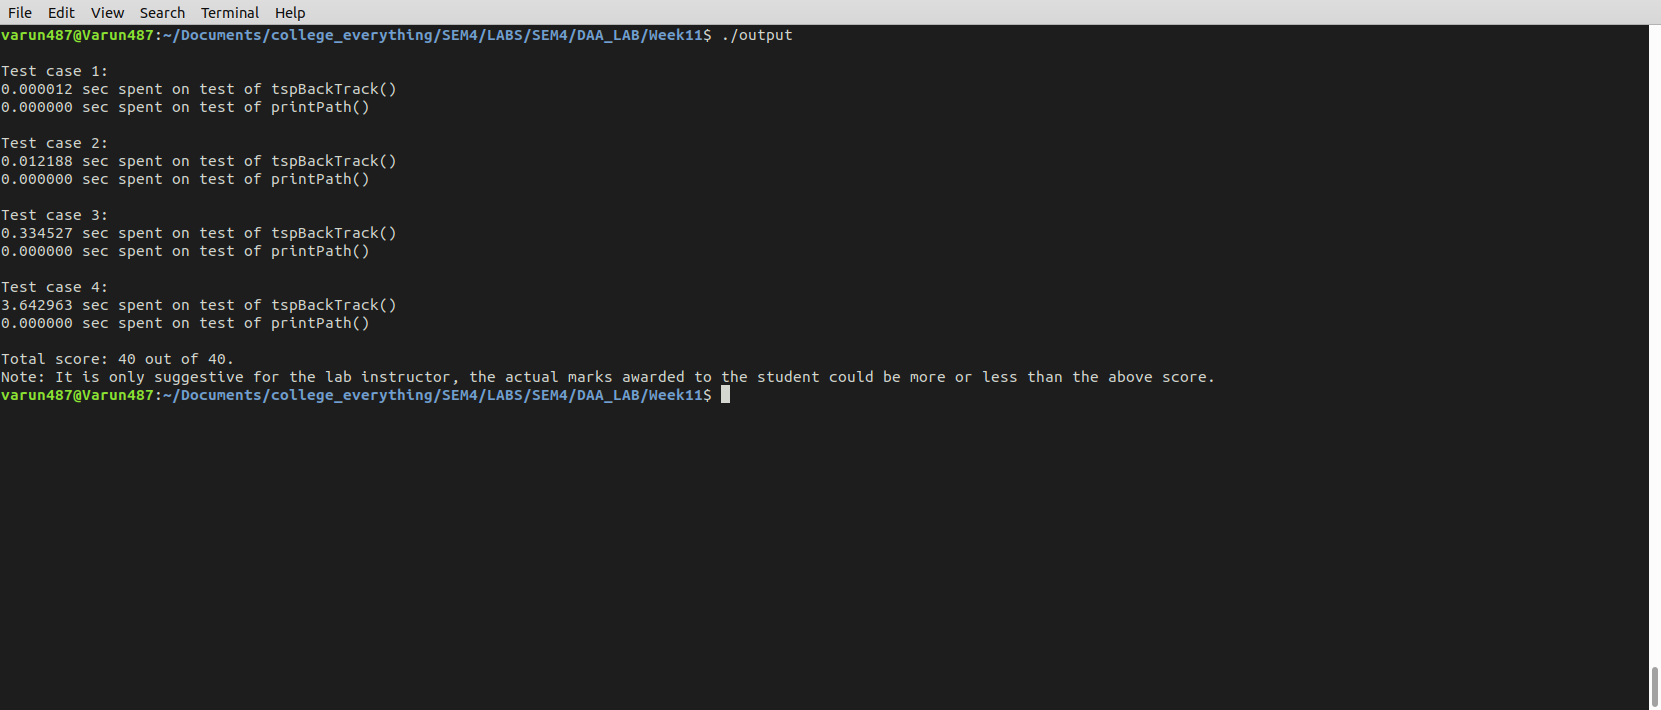 File Edit View Search Terminal Help
varun487@Varun487:~/Documents/college_everything/SEM4/LABS/SEM4/DAA_LAB/Week11$ ./output
Test case 1:
0.000012 sec spent on test of tspBackTrack()
0.000000 sec spent on test of printPath()
Test case 2:
0.012188 sec spent on test of tspBackTrack()
0.000000 sec spent on test of printPath()
Test case 3:
0.334527 sec spent on test of tspBackTrack()
0.000000 sec spent on test of printPath()
Test case 4:
3.642963 sec spent on test of tspBackTrack()
0.000000 sec spent on test of printPath()
Total score: 40 out of 40.
Note: It is only suggestive for the lab instructor, the actual marks awarded to the student could be more or less than the above score.
varun487@Varun487:~/Documents/college_everything/SEM4/LABS/SEM4/DAA_LAB/Week11$